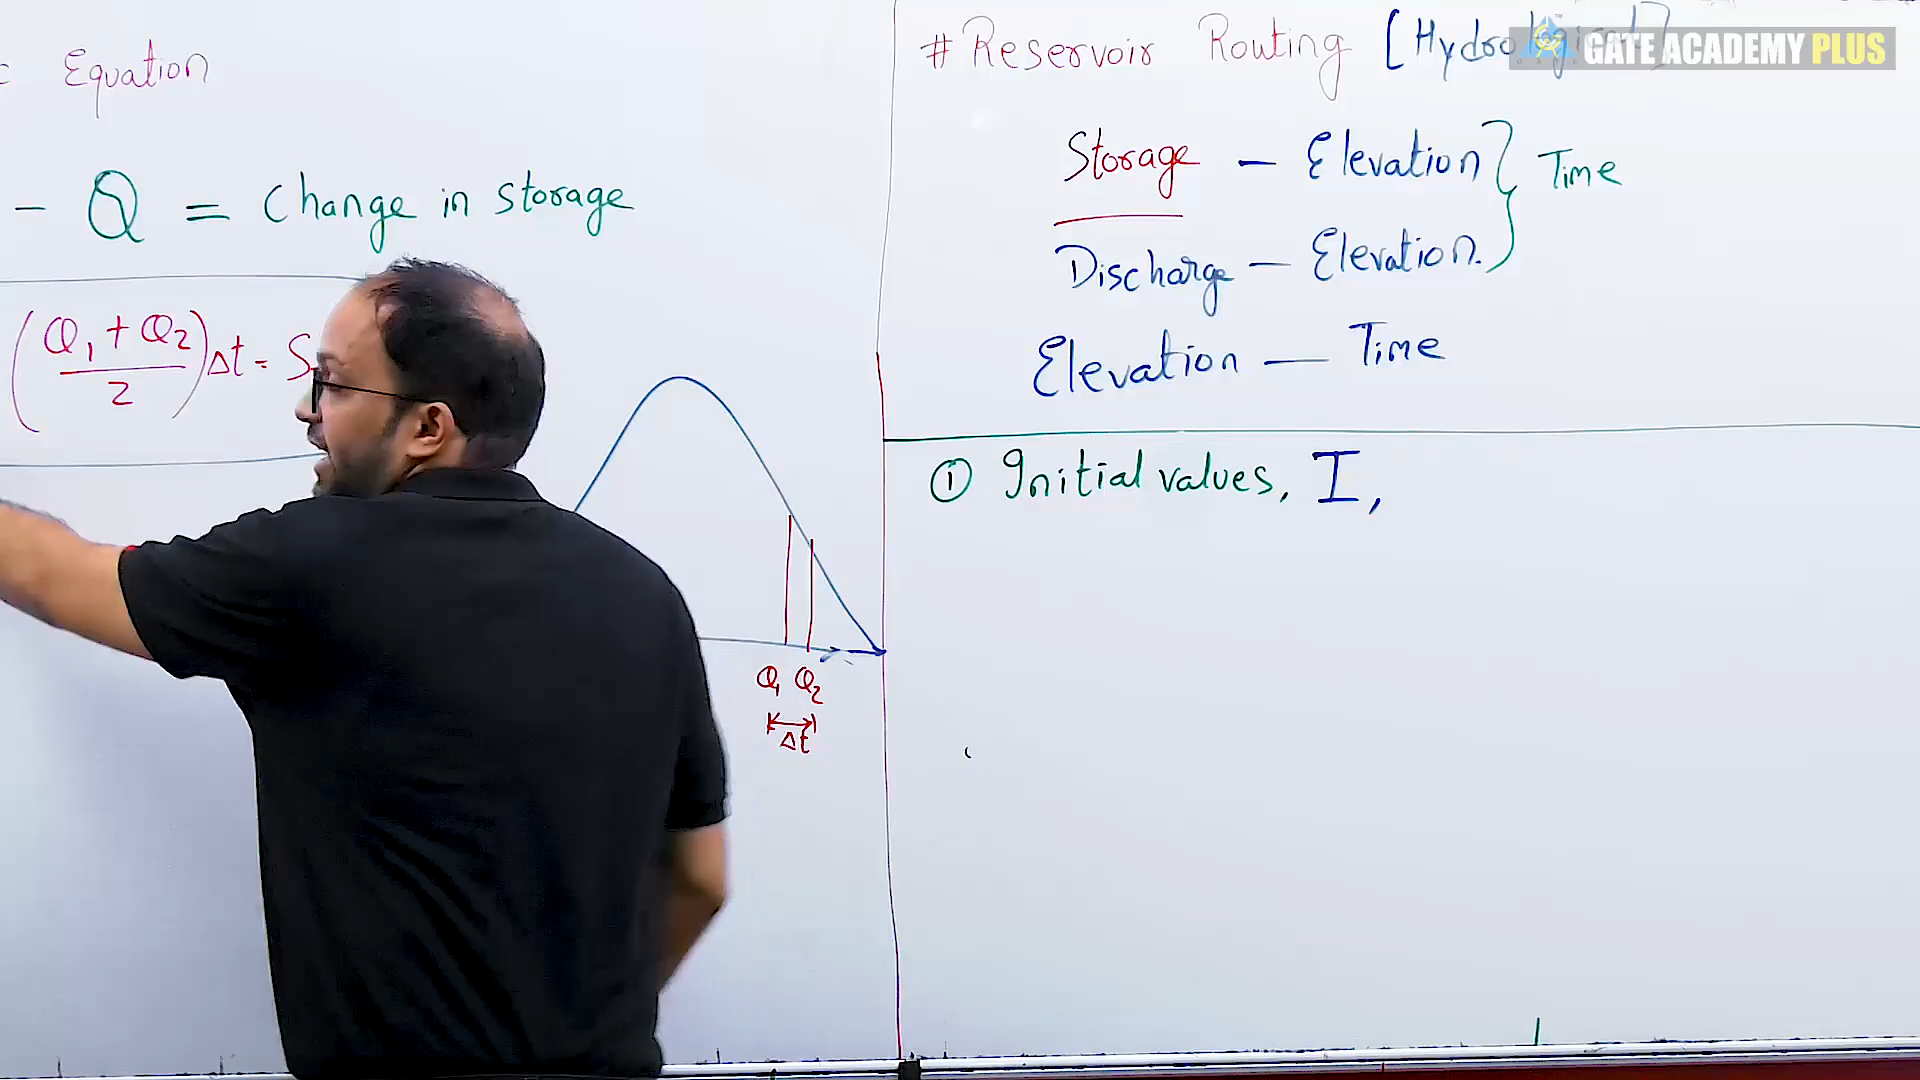 Equation
- Q = Change in storage
(Q1 + Q2 / 2) Δt = S
Q1 Q2
Δt
# Reservoir Routing [Hydrological]
Storage - Elevation } Time
Discharge - Elevation.
Elevation - Time
① Initial values, I,
GATE ACADEMY PLUS